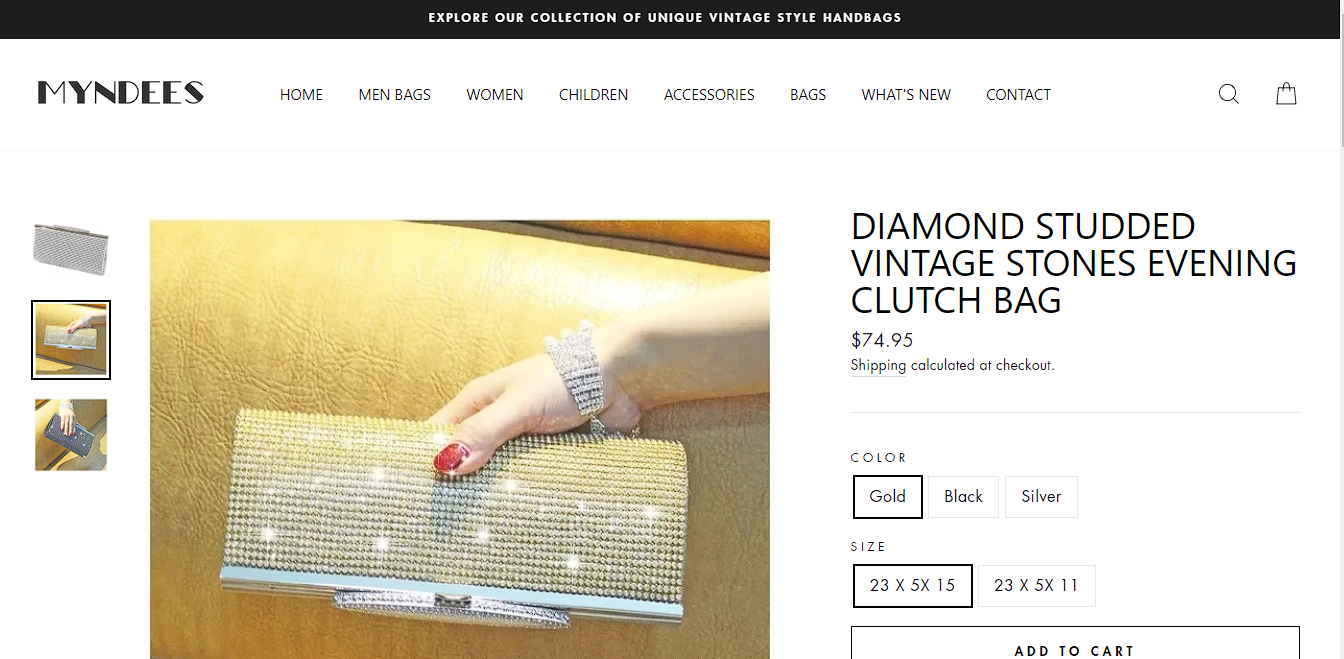 EXPLORE OUR COLLECTION OF UNIQUE VINTAGE STYLE HANDBAGS
MYNDEES
HOME MEN BAGS WOMEN CHILDREN ACCESSORIES BAGS WHAT'S NEW CONTACT
DIAMOND STUDDED
VINTAGE STONES EVENING
CLUTCH BAG
$74.95
Shipping calculated at checkout.
COLOR
Gold Black Silver
SIZE
23 X 5X 15 23 X 5X 11
ADD TO CART